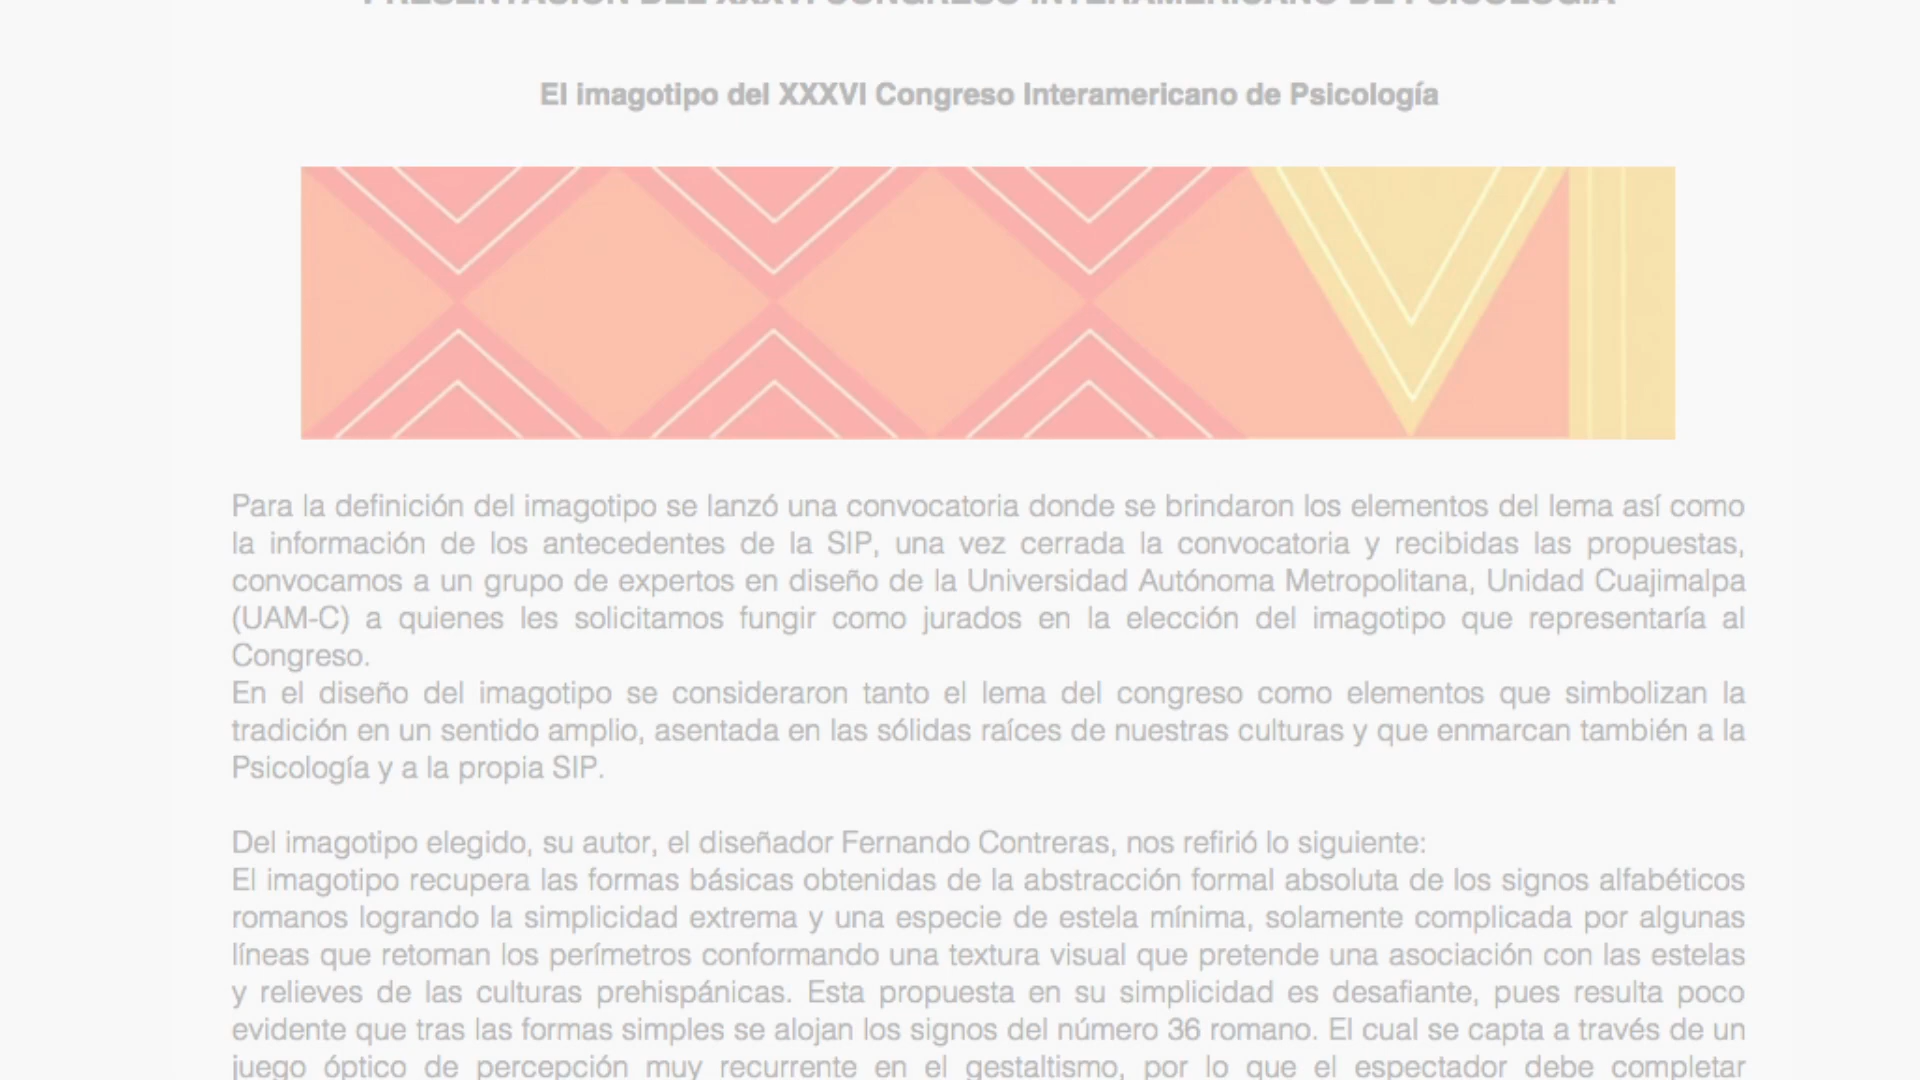 PRESENTACIÓN DEL XXXVI CONGRESO INTERAMERICANO DE PSICOLOGÍA
El imagotipo del XXXVI Congreso Interamericano de Psicología
Para la definición del imagotipo se lanzó una convocatoria donde se brindaron los elementos del lema así como
la información de los antecedentes de la SIP, una vez cerrada la convocatoria y recibidas las propuestas,
convocamos a un grupo de expertos en diseño de la Universidad Autónoma Metropolitana, Unidad Cuajimalpa
(UAM-C) a quienes les solicitamos fungir como jurados en la elección del imagotipo que representaría al
Congreso.
En el diseño del imagotipo se consideraron tanto el lema del congreso como elementos que simbolizan la
tradición en un sentido amplio, asentada en las sólidas raíces de nuestras culturas y que enmarcan también a la
Psicología y a la propia SIP.
Del imagotipo elegido, su autor, el diseñador Fernando Contreras, nos refirió lo siguiente:
El imagotipo recupera las formas básicas obtenidas de la abstracción formal absoluta de los signos alfabéticos
romanos logrando la simplicidad extrema y una especie de estela mínima, solamente complicada por algunas
líneas que retoman los perímetros conformando una textura visual que pretende una asociación con las estelas
y relieves de las culturas prehispánicas. Esta propuesta en su simplicidad es desafiante, pues resulta poco
evidente que tras las formas simples se alojan los signos del número 36 romano. El cual se capta a través de un
juego óptico de percepción muy recurrente en el gestaltismo, por lo que el espectador debe completar